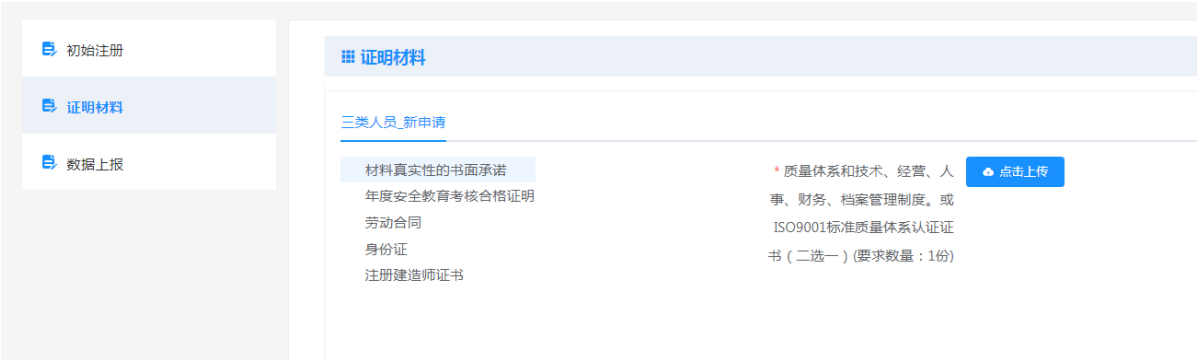 初始注册
证明材料
数据上报
证明材料
三类人员_新申请
材料真实性的书面承诺
年度安全教育考核合格证明
劳动合同
身份证
注册建造师证书
* 质量体系和技术、经营、人
事、财务、档案管理制度。或
ISO9001标准质量体系认证证
书（二选一）(要求数量：1份)
点击上传